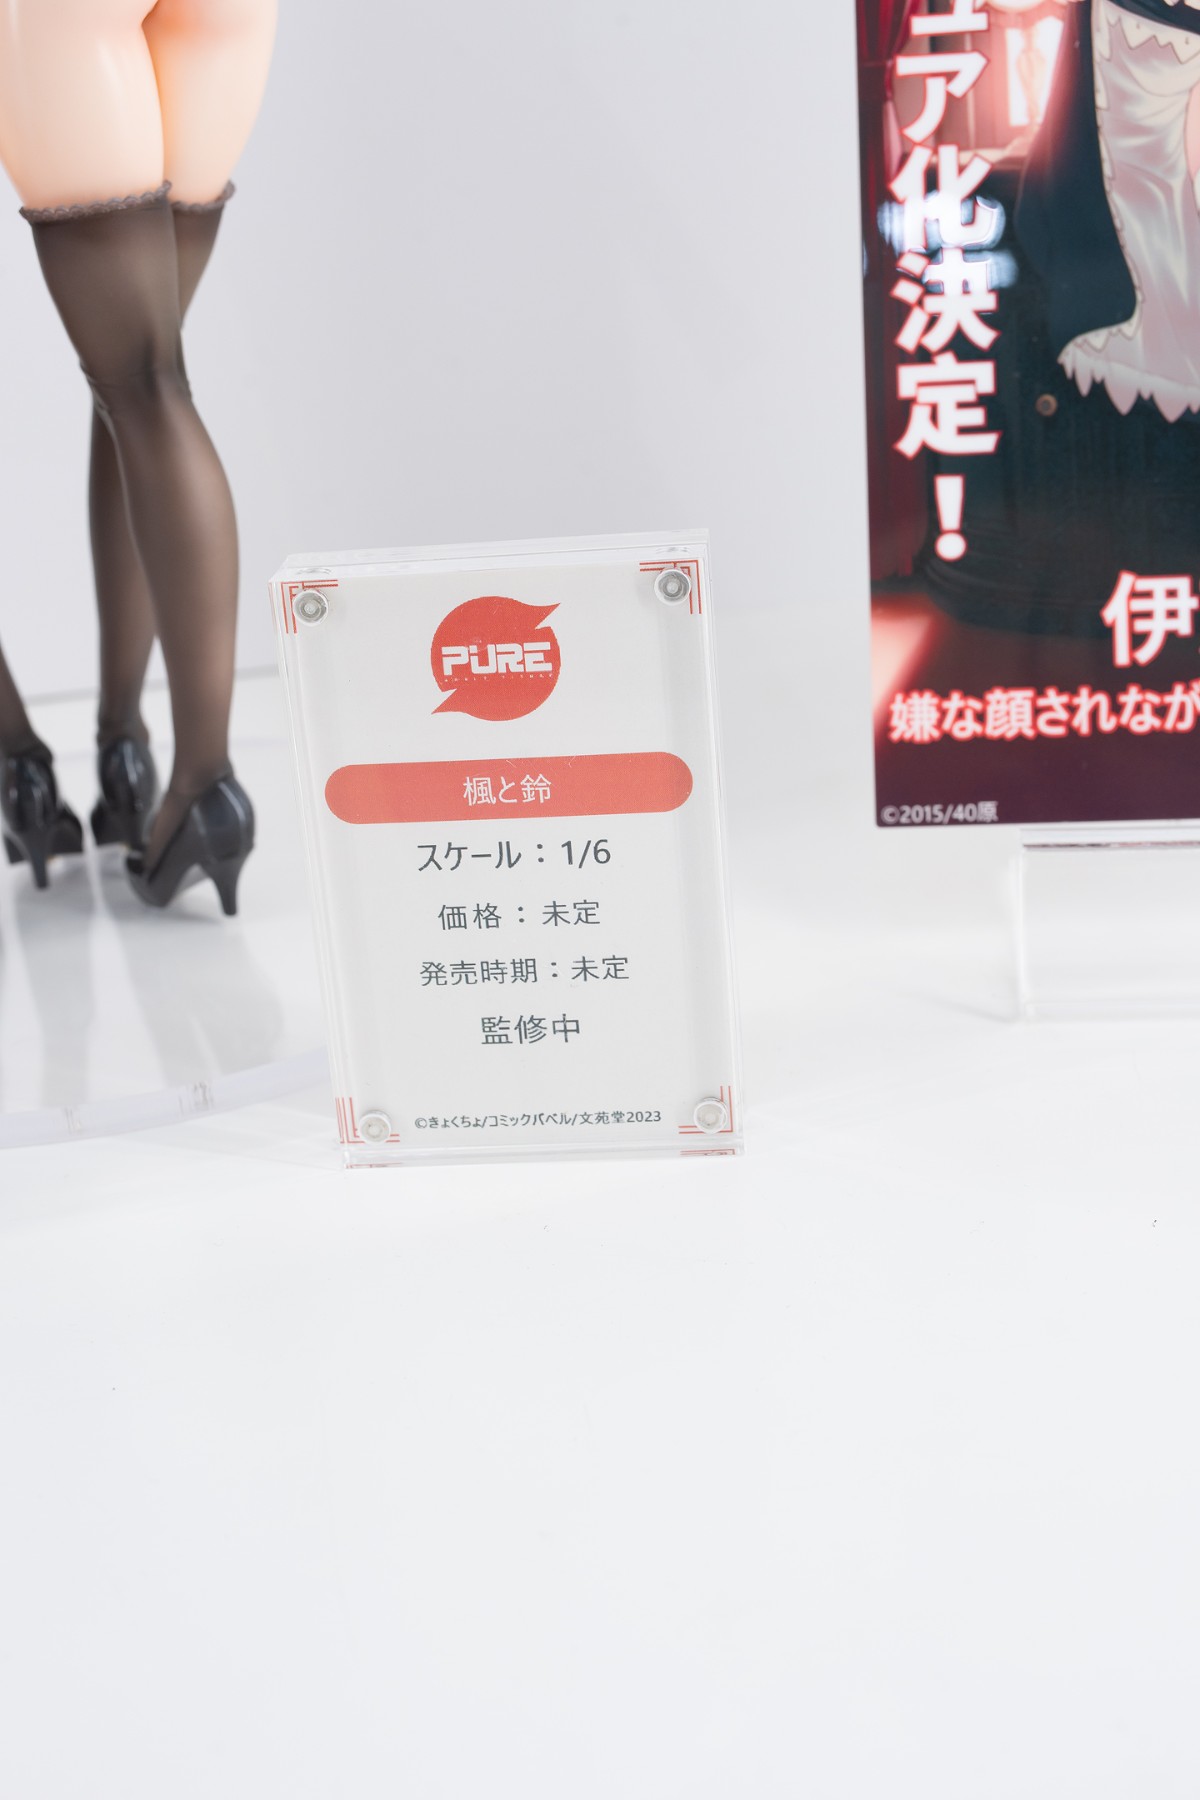 PURE
楓と鈴
スケール：1/6
価格：未定
発売時期：未定
監修中
©きょくちょ/コミックバベル/文苑堂2023
ュア化決定！
伊
嫌な顔されなが
©2015/40原